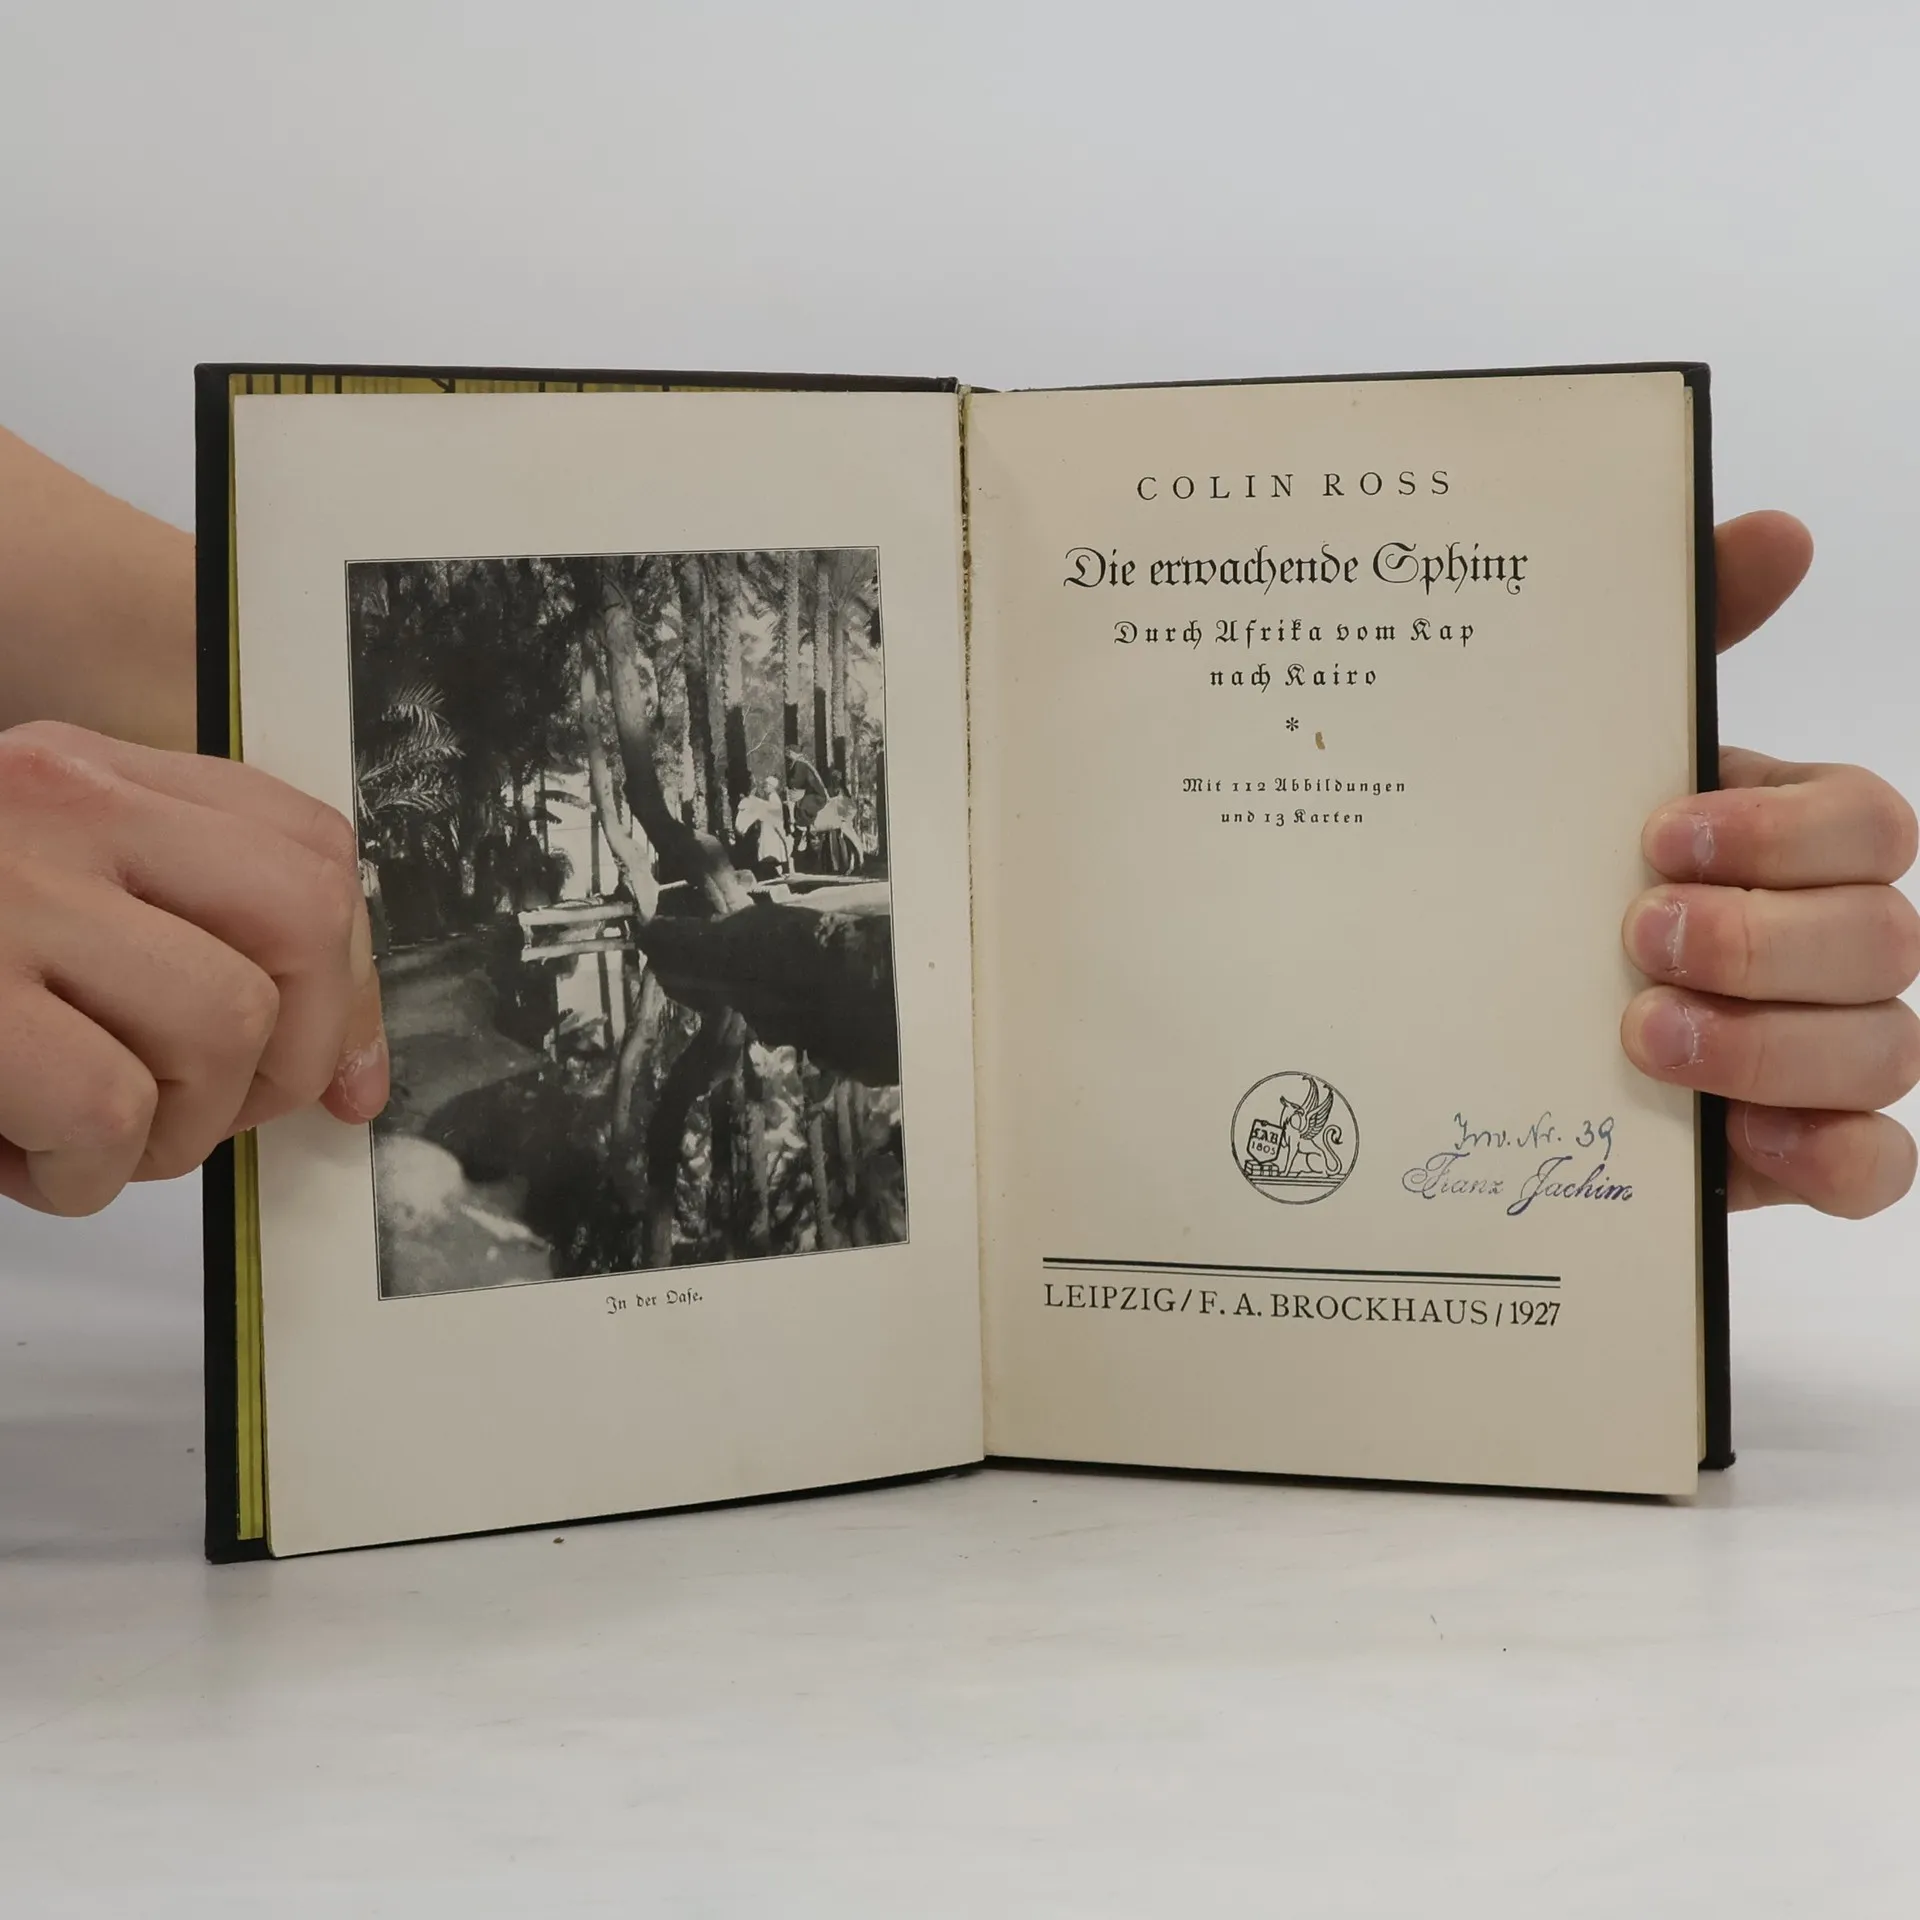 In der Oase.
COLIN ROSS
Die erwachende Sphinx
Durch Afrika vom Kap
nach Kairo
*
Mit 112 Abbildungen
und 13 Karten
F.A.B
1805
Inv. Nr. 39
Franz Jachim
LEIPZIG / F. A. BROCKHAUS / 1927